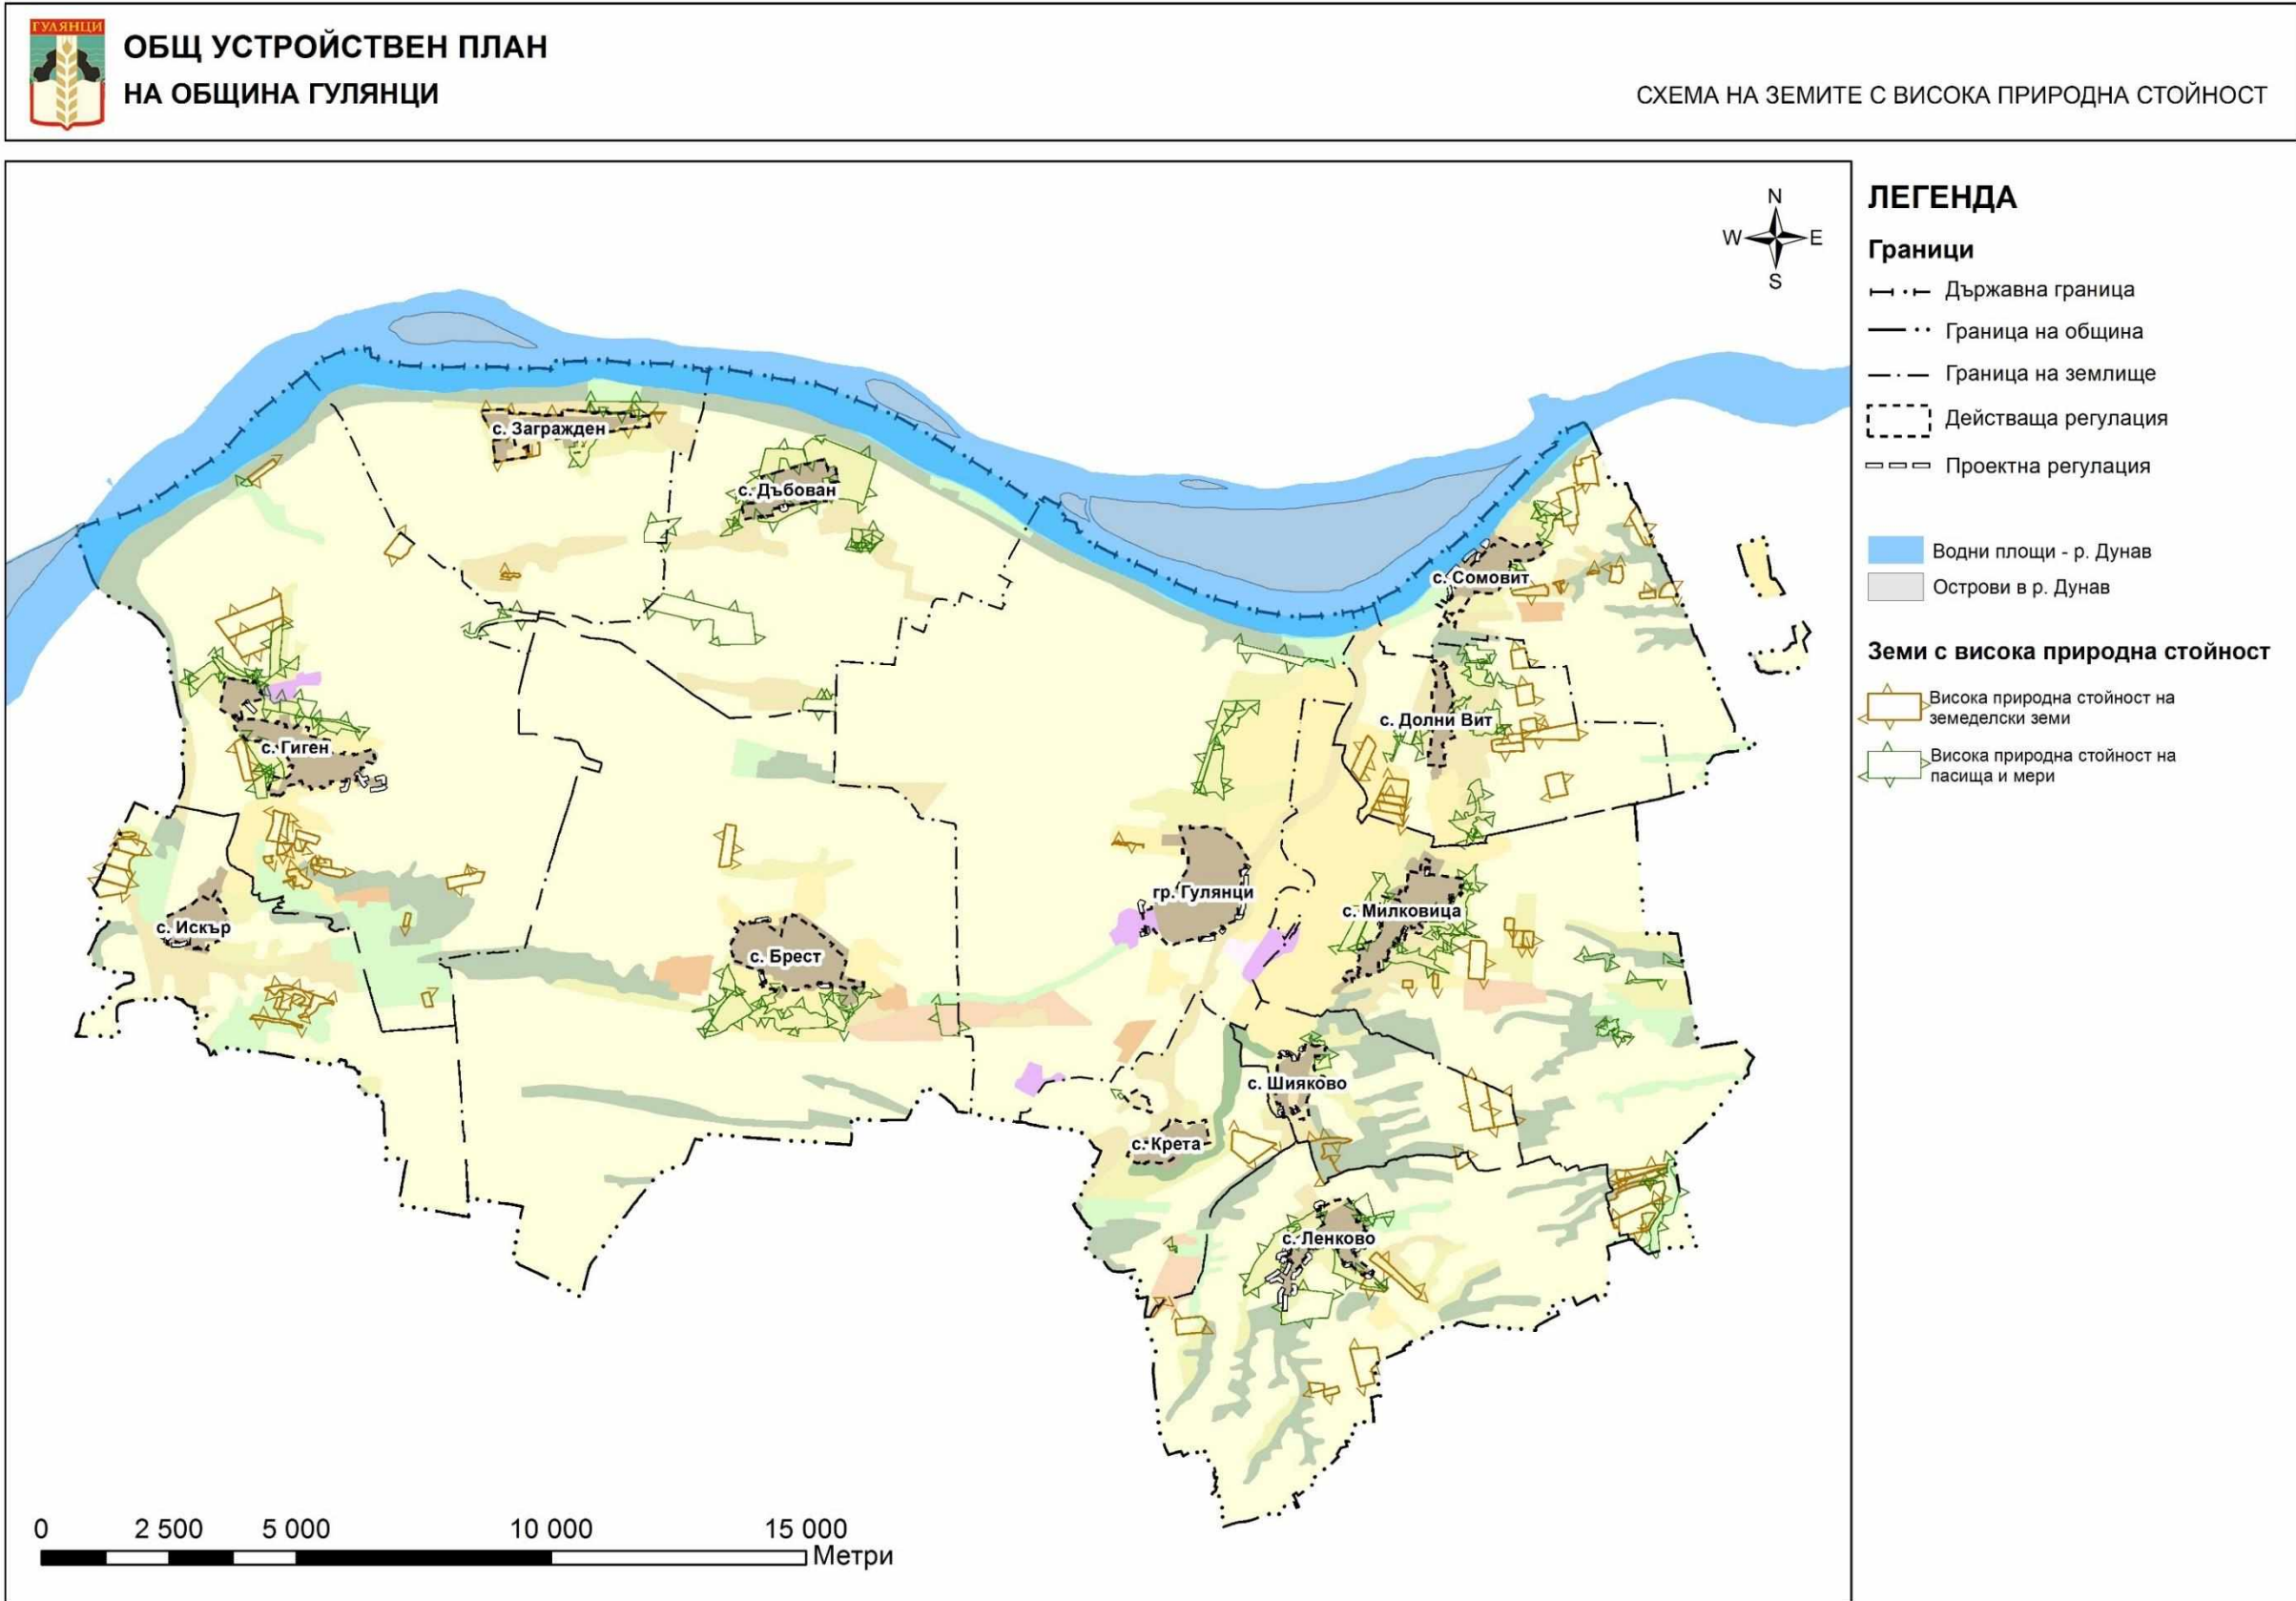 ГУЛЯНЦИ
ОБЩ УСТРОЙСТВЕН ПЛАН
НА ОБЩИНА ГУЛЯНЦИ
СХЕМА НА ЗЕМИТЕ С ВИСОКА ПРИРОДНА СТОЙНОСТ
N
W
E
S
с. Загражден
с. Дъбован
с. Сомовит
с. Долни Вит
с. Гиген
гр. Гулянци
с. Милковица
с. Искър
с. Брест
с. Шияково
с. Крета
с. Ленково
0
2 500
5 000
10 000
15 000
Метри
ЛЕГЕНДА
Граници
Държавна граница
Граница на община
Граница на землище
Действаща регулация
Проектна регулация
Водни площи - р. Дунав
Острови в р. Дунав
Земи с висока природна стойност
Висока природна стойност на
земеделски земи
Висока природна стойност на
пасища и мери